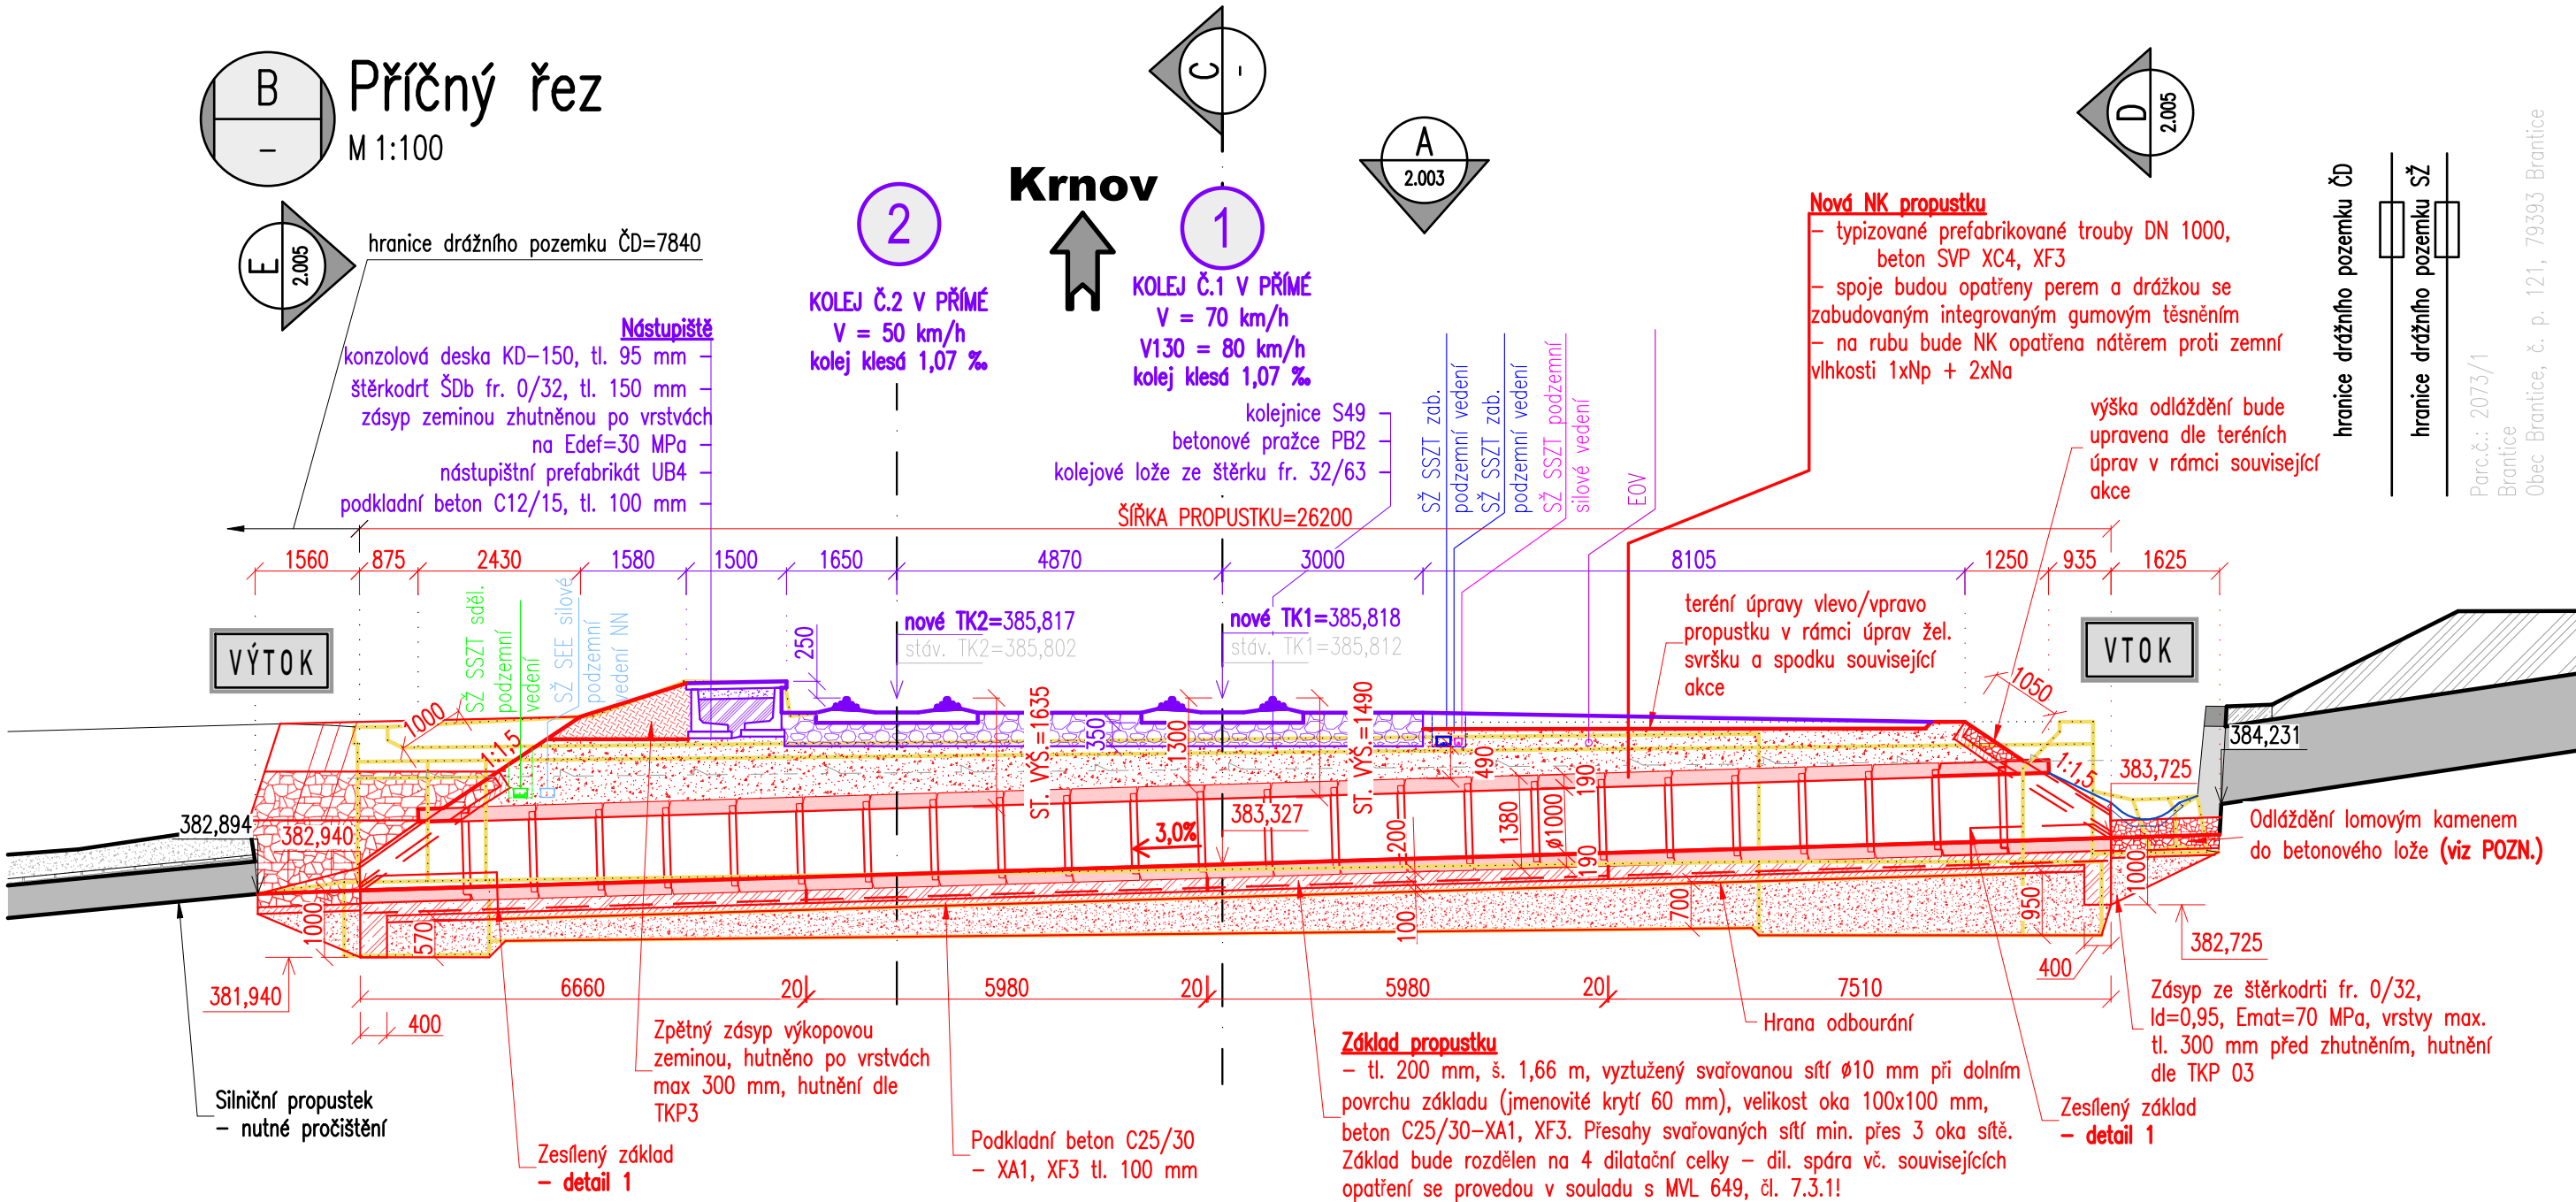 B
-
Příčný řez
M 1:100
E
2.005
hranice drážního pozemku ČD=7840
Nástupiště
konzolová deska KD-150, tl. 95 mm
štěrkodrť ŠDb fr. 0/32, tl. 150 mm
zásyp zeminou zhutněnou po vrstvách
na Edef=30 MPa
nástupištní prefabrikát UB4
podkladní beton C12/15, tl. 100 mm
2
KOLEJ Č.2 V PŘÍMÉ
V = 50 km/h
kolej klesá 1,07 ‰
Krnov
C
-
1
KOLEJ Č.1 V PŘÍMÉ
V = 70 km/h
V130 = 80 km/h
kolej klesá 1,07 ‰
kolejnice S49
betonové pražce PB2
kolejové lože ze štěrku fr. 32/63
A
2.003
SŽ SSZT zab.
podzemní vedení
SŽ SSZT zab.
podzemní vedení
SŽ SSZT podzemní
silové vedení
EOV
Nová NK propustku
- typizované prefabrikované trouby DN 1000,
beton SVP XC4, XF3
- spoje budou opatřeny perem a drážkou se
zabudovaným integrovaným gumovým těsněním
- na rubu bude NK opatřena nátěrem proti zemní
vlhkosti 1xNp + 2xNa
D
2.005
výška odláždění bude
upravena dle teréních
úprav v rámci související
akce
hranice drážního pozemku ČD
hranice drážního pozemku SŽ
Parc.č.: 2073/1
Brantice
Obec Brantice, č. p. 121, 79393 Brantice
ŠÍŘKA PROPUSTKU=26200
1560
875
2430
1580
1500
1650
4870
3000
8105
1250
935
1625
VÝTOK
SŽ SSZT sděl.
podzemní
vedení
SŽ SEE silové
podzemní
vedení NN
250
nové TK2=385,817
stáv. TK2=385,802
nové TK1=385,818
stáv. TK1=385,812
teréní úpravy vlevo/vpravo
propustku v rámci úprav žel.
svršku a spodku související
akce
VTOK
1000
1:1,5
ST. VÝŠ.=1635
350
1300
ST. VÝŠ.=1490
490
190
1050
1:1,5
384,231
383,725
382,894
382,940
3,0%
383,327
200
1380
ø1000
190
Odláždění lomovým kamenem
do betonového lože (viz POZN.)
1000
570
100
700
950
1000
382,725
381,940
400
6660
20
5980
20
5980
20
7510
400
Silniční propustek
- nutné pročištění
Zpětný zásyp výkopovou
zeminou, hutněno po vrstvách
max 300 mm, hutnění dle
TKP3
Zesílený základ
- detail 1
Podkladní beton C25/30
- XA1, XF3 tl. 100 mm
Hrana odbourání
Základ propustku
- tl. 200 mm, š. 1,66 m, vyztužený svařovanou sítí ø10 mm při dolním
povrchu základu (jmenovité krytí 60 mm), velikost oka 100x100 mm,
beton C25/30-XA1, XF3. Přesahy svařovaných sítí min. přes 3 oka sítě.
Základ bude rozdělen na 4 dilatační celky - dil. spára vč. souvisejících
opatření se provedou v souladu s MVL 649, čl. 7.3.1!
Zásyp ze štěrkodrti fr. 0/32,
Id=0,95, Emat=70 MPa, vrstvy max.
tl. 300 mm před zhutněním, hutnění
dle TKP 03
Zesílený základ
- detail 1